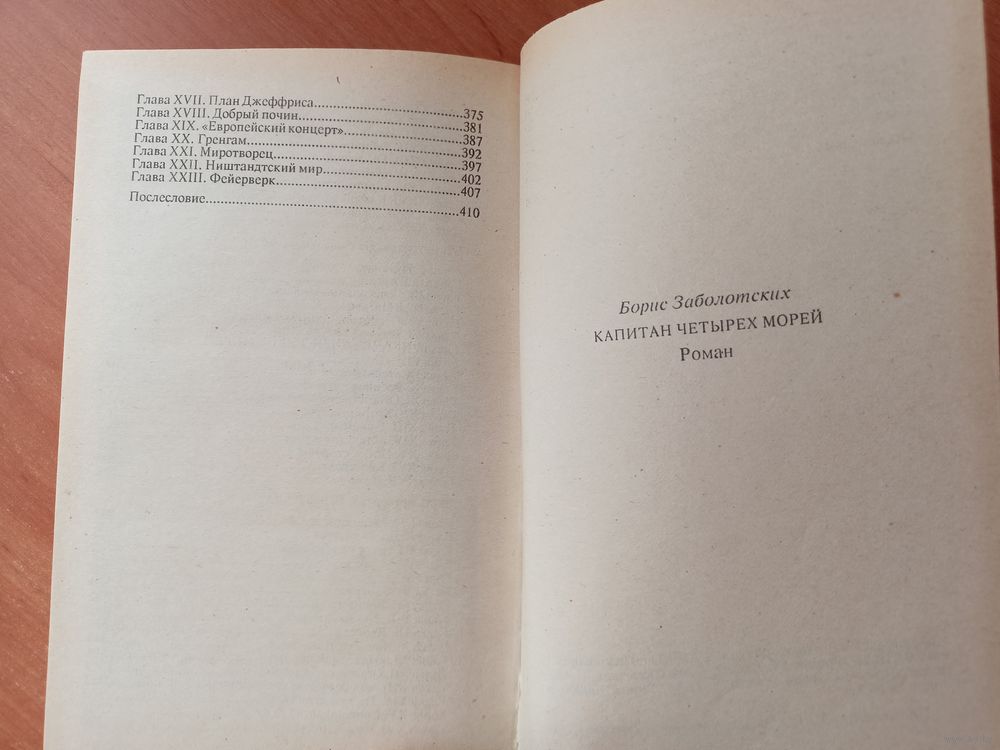 Глава XVII. План Джеффриса....................375
Глава XVIII. Добрый почин....................381
Глава XIX. «Европейский концерт»....................387
Глава XX. Гренгам....................392
Глава XXI. Миротворец....................397
Глава XXII. Ништандтский мир....................402
Глава XXIII. Фейерверк....................407
Послесловие....................410
Борис Заболотских
КАПИТАН ЧЕТЫРЕХ МОРЕЙ
Роман